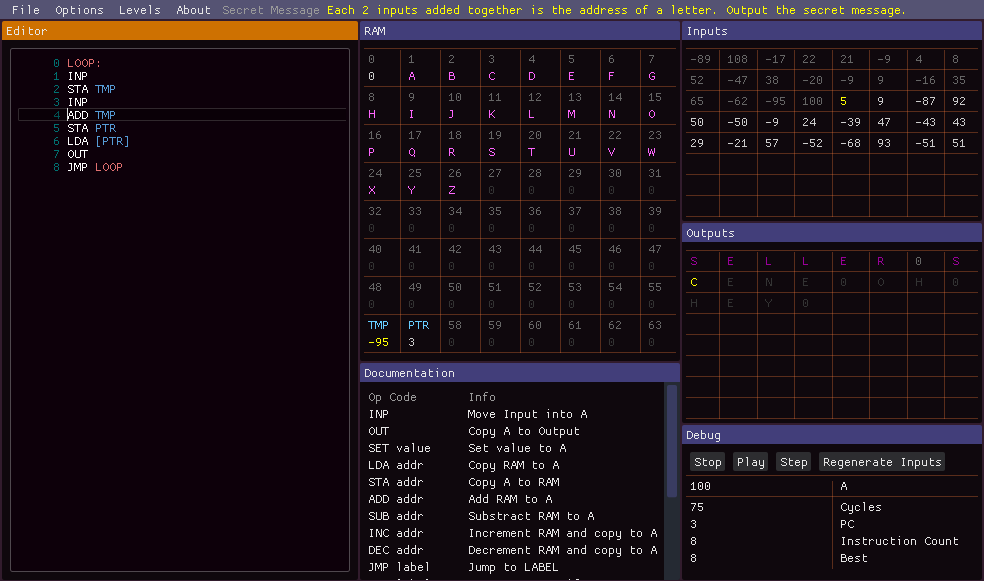 File Options Levels About Secret Message Each 2 inputs added together is the address of a letter. Output the secret message.
Editor
0 LOOP:
1 INP
2 STA TMP
3 INP
4 ADD TMP
5 STA PTR
6 LDA [PTR]
7 OUT
8 JMP LOOP
RAM
0 1 2 3 4 5 6 7
0 A B C D E F G
8 9 10 11 12 13 14 15
H I J K L M N O
16 17 18 19 20 21 22 23
P Q R S T U V W
24 25 26 27 28 29 30 31
X Y Z 0 0 0 0 0
32 33 34 35 36 37 38 39
0 0 0 0 0 0 0 0
40 41 42 43 44 45 46 47
0 0 0 0 0 0 0 0
48 49 50 51 52 53 54 55
0 0 0 0 0 0 0 0
TMP PTR 58 59 60 61 62 63
-95 3 0 0 0 0 0 0
Documentation
Op Code Info
INP Move Input into A
OUT Copy A to Output
SET value Set value to A
LDA addr Copy RAM to A
STA addr Copy A to RAM
ADD addr Add RAM to A
SUB addr Substract RAM to A
INC addr Increment RAM and copy to A
DEC addr Decrement RAM and copy to A
JMP label Jump to LABEL
Inputs
-89 108 -17 22 21 -9 4 8
52 -47 38 -20 -9 9 -16 35
65 -62 -95 100 5 9 -87 92
50 -50 -9 24 -39 47 -43 43
29 -21 57 -52 -68 93 -51 51
Outputs
S E L L E R 0 S
C E N E 0 O H 0
H E Y 0
Debug
Stop Play Step Regenerate Inputs
100 A
75 Cycles
3 PC
8 Instruction Count
8 Best